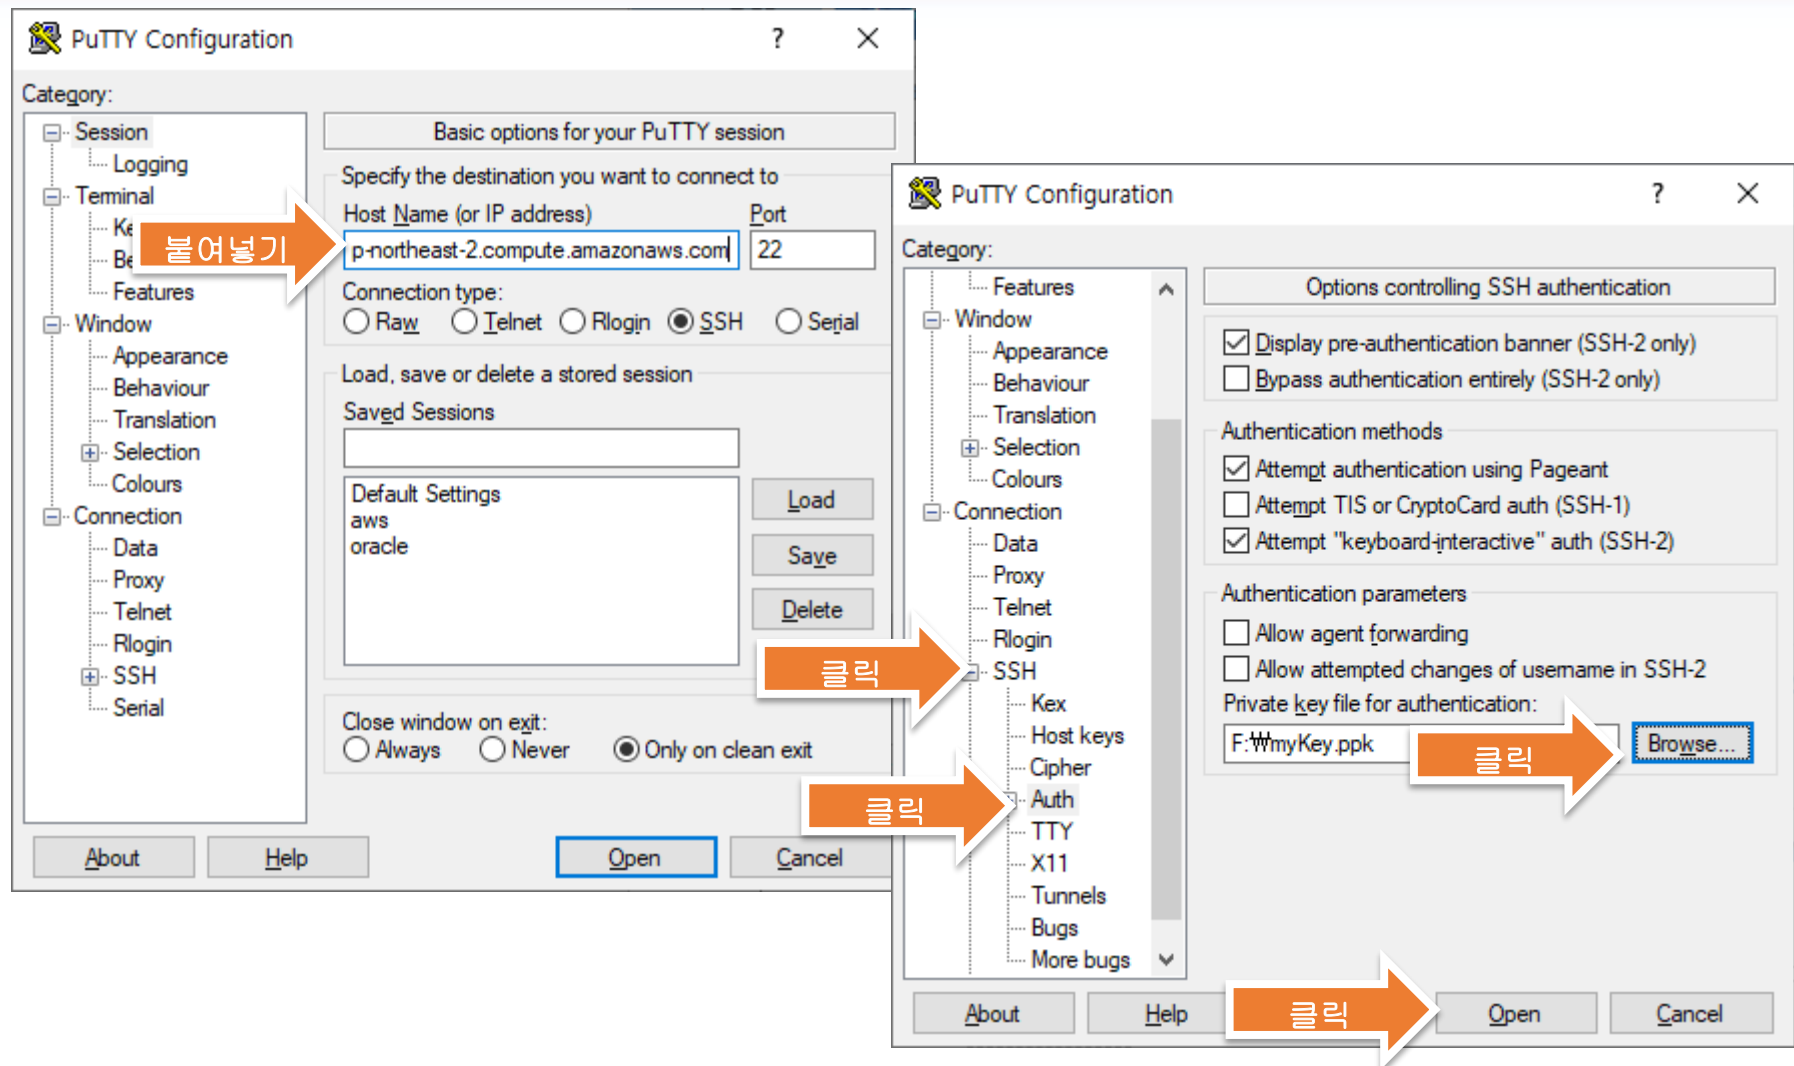 PuTTY Configuration
?
Category:
Session
Logging
Terminal
Ke
Be
Features
Window
Appearance
Behaviour
Translation
Selection
Colours
Connection
Data
Proxy
Telnet
Rlogin
SSH
Serial
붙여넣기
Basic options for your PuTTY session
Specify the destination you want to connect to
Host Name (or IP address) Port
p-northeast-2.compute.amazonaws.com 22
Connection type:
Raw Telnet Rlogin SSH Serial
Load, save or delete a stored session
Saved Sessions
Default Settings
aws
oracle
Load
Save
Delete
Close window on exit:
Always Never Only on clean exit
About Help Open Cancel
PuTTY Configuration
?
Category:
Features
Window
Appearance
Behaviour
Translation
Selection
Colours
Connection
Data
Proxy
Telnet
Rlogin
클릭 SSH
Kex
Host keys
Cipher
클릭 Auth
TTY
X11
Tunnels
Bugs
More bugs
Options controlling SSH authentication
Display pre-authentication banner (SSH-2 only)
Bypass authentication entirely (SSH-2 only)
Authentication methods
Attempt authentication using Pageant
Attempt TIS or CryptoCard auth (SSH-1)
Attempt "keyboard-interactive" auth (SSH-2)
Authentication parameters
Allow agent forwarding
Allow attempted changes of username in SSH-2
Private key file for authentication:
F:₩myKey.ppk 클릭 Browse...
About Help 클릭 Open Cancel